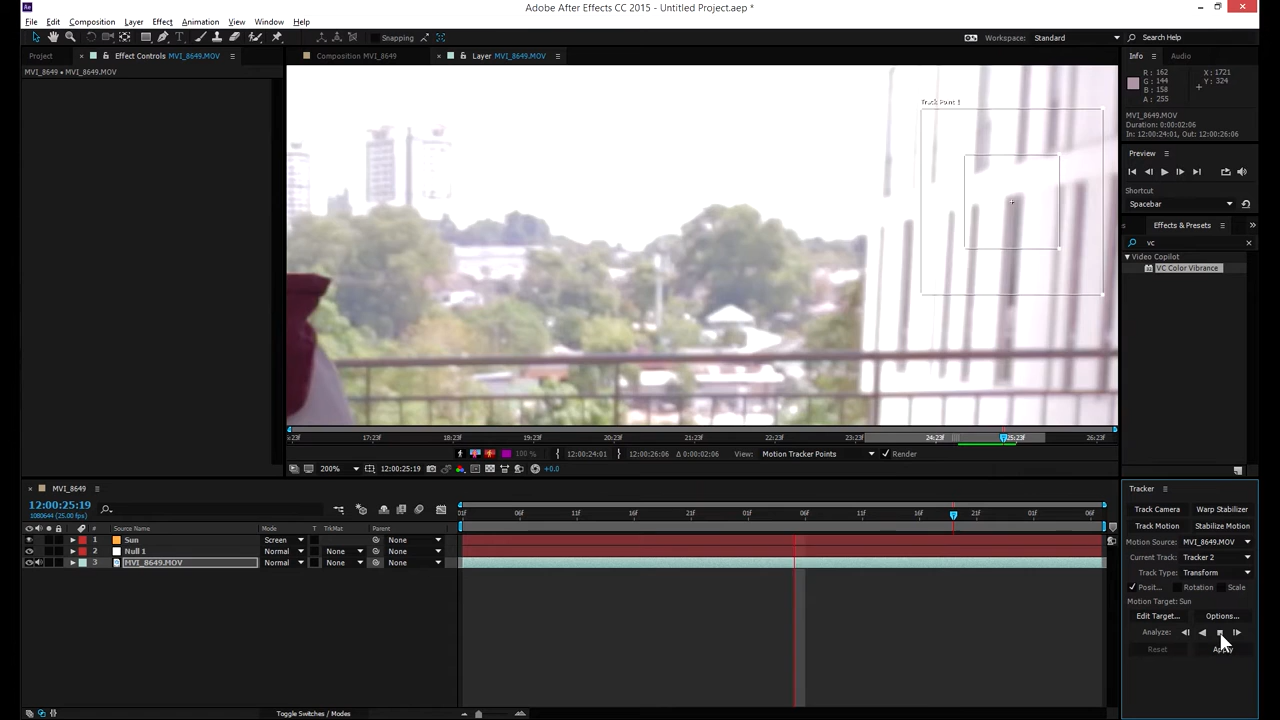 Adobe After Effects CC 2015 - Untitled Project.aep *
File Edit Composition Layer Effect Animation View Window Help
Snapping
Workspace: Standard
Search Help
Project
Effect Controls MVI_8649.MOV
Composition MVI_8649
Layer MVI_8649.MOV
Info
Audio
MVI_8649 • MVI_8649.MOV
R : 162
G : 144
B : 158
A : 255
X : 1721
Y : 324
Track Point 1
MVI_8649.MOV
Duration: 0:00:02:06
In: 12:00:24:01, Out: 12:00:26:06
Preview
Shortcut
Spacebar
Effects & Presets
vc
Video Copilot
VC Color Vibrance
:23f 17:23f 18:23f 19:23f 20:23f 21:23f 22:23f 23:23f 24:23f 25:23f 26:23f
100 %
12:00:24:01
12:00:26:06
Δ 0:00:02:06
View: Motion Tracker Points
Render
200%
12:00:25:19
+0.0
MVI_8649
12:00:25:19
1080644 (25.00 fps)
01f 06f 11f 16f 21f 01f 06f 11f 16f 21f 01f 06f
# Source Name Mode T TrkMat Parent
1 Sun Screen None
2 Null 1 Normal None None
3 MVI_8649.MOV Normal None None
Toggle Switches / Modes
Tracker
Track Camera Warp Stabilizer
Track Motion Stabilize Motion
Motion Source: MVI_8649.MOV
Current Track: Tracker 2
Track Type: Transform
Posit... Rotation Scale
Motion Target: Sun
Edit Target... Options...
Analyze:
Reset Apply